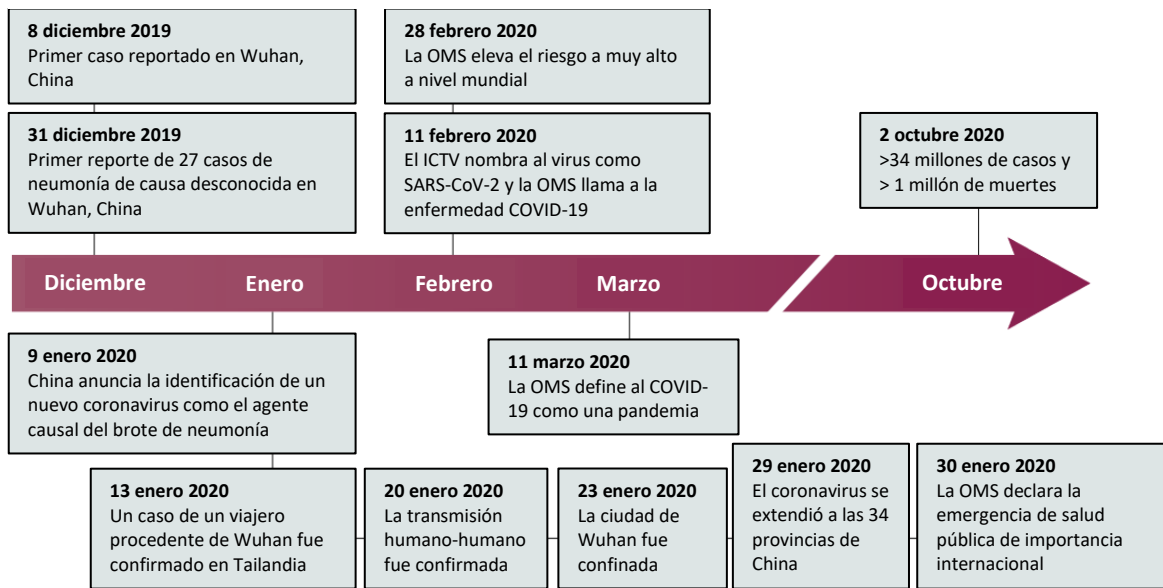 8 diciembre 2019
Primer caso reportado en Wuhan,
China
31 diciembre 2019
Primer reporte de 27 casos de
neumonía de causa desconocida en
Wuhan, China
28 febrero 2020
La OMS eleva el riesgo a muy alto
a nivel mundial
11 febrero 2020
El ICTV nombra al virus como
SARS-CoV-2 y la OMS llama a la
enfermedad COVID-19
2 octubre 2020
>34 millones de casos y
> 1 millón de muertes
Diciembre
Enero
Febrero
Marzo
Octubre
9 enero 2020
China anuncia la identificación de un
nuevo coronavirus como el agente
causal del brote de neumonía
11 marzo 2020
La OMS define al COVID-
19 como una pandemia
13 enero 2020
Un caso de un viajero
procedente de Wuhan fue
confirmado en Tailandia
20 enero 2020
La transmisión
humano-humano
fue confirmada
23 enero 2020
La ciudad de
Wuhan fue
confinada
29 enero 2020
El coronavirus se
extendió a las 34
provincias de
China
30 enero 2020
La OMS declara la
emergencia de salud
pública de importancia
internacional